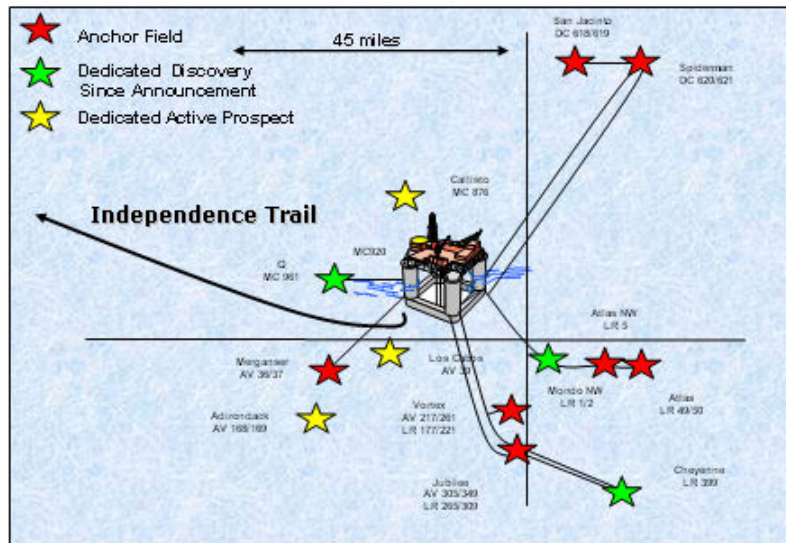 Anchor Field
Dedicated Discovery
Since Announcement
Dedicated Active Prospect
45 miles
San Jacinto
DC 618/619
Spiderman
DC 620/621
Callisto
MC 876
Independence Trail
MC920
Q
MC 961
Atlas NW
LR 5
Merganser
AV 36/37
Los Cabos
AV 39
Mondo NW
LR 1/2
Atlas
LR 49/50
Adirondack
AV 168/169
Vortex
AV 217/261
LR 177/221
Jubilee
AV 305/349
LR 265/309
Cheyenne
LR 399